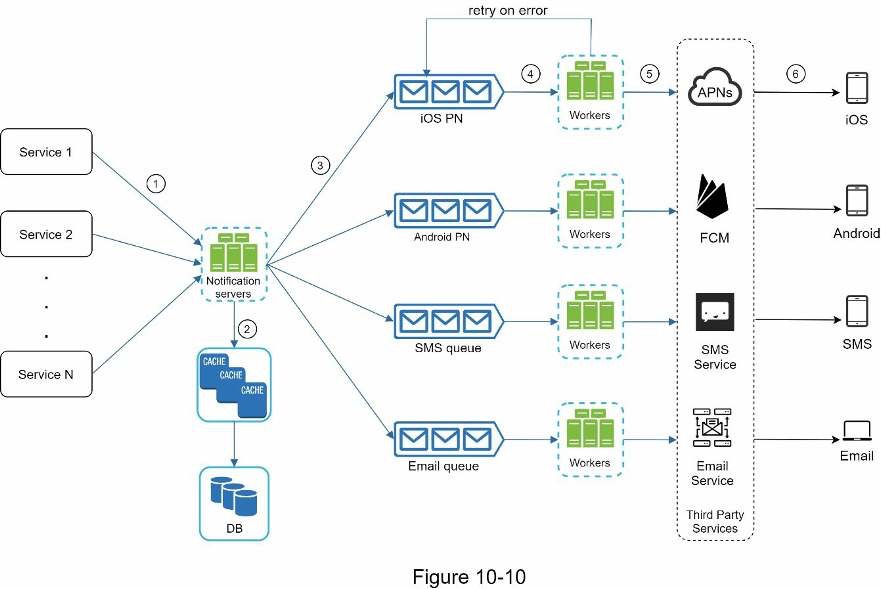 retry on error
4
5
6
APNs
iOS PN
Workers
iOS
Service 1
3
1
Service 2
Android PN
Workers
FCM
Android
Notification
servers
.
.
.
2
SMS queue
Workers
SMS
Service
SMS
Service N
CACHE
CACHE
CACHE
Email queue
Workers
Email
Service
Email
DB
Third Party
Services
Figure 10-10